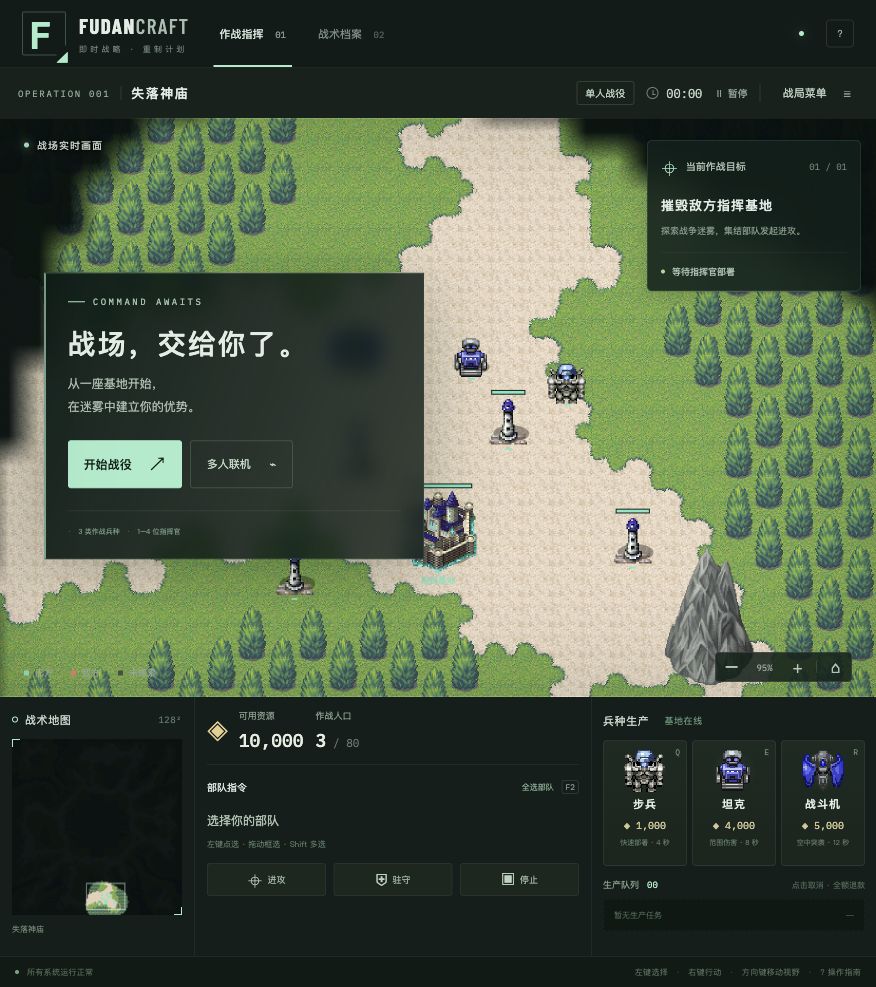 F
FUDANCRAFT
即时战略 · 重制计划
作战指挥 01
战术档案 02
?
OPERATION 001
失落神庙
单人战役
00:00
暂停
战局菜单
战场实时画面
当前作战目标 01 / 01
摧毁敌方指挥基地
探索战争迷雾，集结部队发起进攻。
等待指挥官部署
COMMAND AWAITS
战场，交给你了。
从一座基地开始，
在迷雾中建立你的优势。
开始战役
多人联机
3 类作战兵种 · 1—4 位指挥官
95%
战术地图 128²
失落神庙
可用资源 作战人口
10,000 3 / 80
部队指令 全选部队 F2
选择你的部队
左键点选 · 拖动框选 · Shift 多选
进攻 驻守 停止
兵种生产 基地在线
Q E R
步兵 坦克 战斗机
1,000 4,000 5,000
快速部署 · 4 秒 范围伤害 · 8 秒 空中突袭 · 12 秒
生产队列 00 点击取消 · 全额退款
暂无生产任务 —
所有系统运行正常
左键选择 · 右键行动 · 方向键移动视野 · ? 操作指南